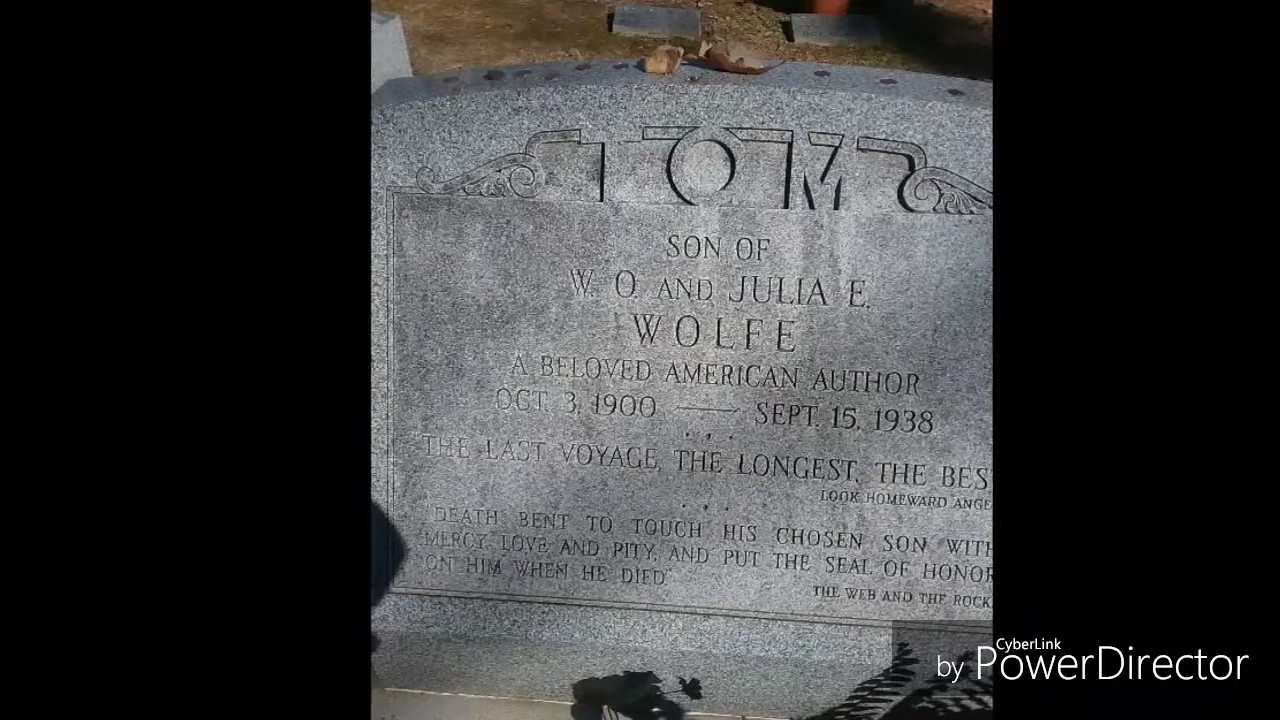 TOM
SON OF
W. O. AND JULIA E.
WOLFE
A BELOVED AMERICAN AUTHOR
OCT. 3, 1900 — SEPT. 15, 1938
. . .
THE LAST VOYAGE, THE LONGEST, THE BES
LOOK HOMEWARD ANGE
. . .
DEATH BENT TO TOUCH HIS CHOSEN SON WITH
MERCY, LOVE AND PITY, AND PUT THE SEAL OF HONOR
ON HIM WHEN HE DIED
THE WEB AND THE ROCK
CyberLink
by PowerDirector